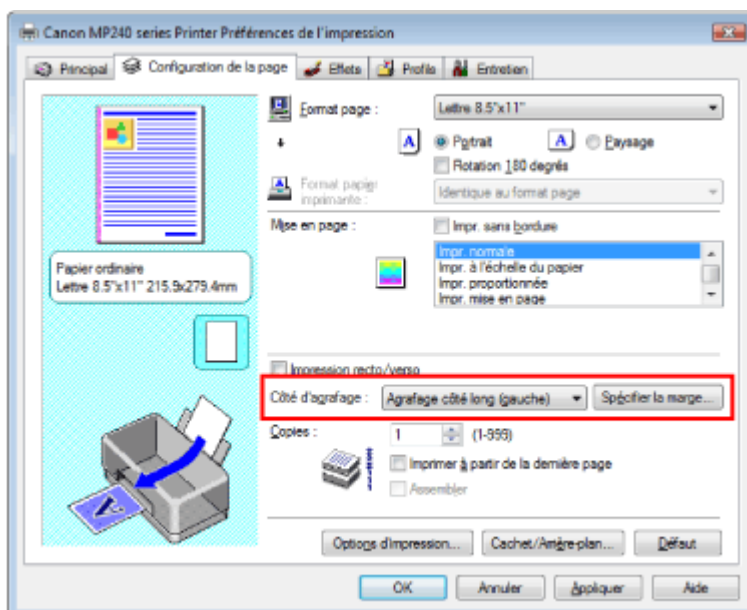 Canon MP240 series Printer Préférences de l'impression
Principal Configuration de la page Effets Profils Entretien
Format page : Lettre 8.5"x11"
A Portrait A Paysage
Rotation 180 degrés
Format papier imprimante : Identique au format page
Mise en page : Impr. sans bordure
Impr. normale
Impr. à l'échelle du papier
Impr. proportionnée
Impr. mise en page
Papier ordinaire
Lettre 8.5"x11" 215.9x279.4mm
Impression recto/verso
Côté d'agrafage : Agrafage côté long (gauche) Spécifier la marge...
Copies : 1 (1-999)
Imprimer à partir de la dernière page
Assembler
Options d'impression... Cachet/Arrière-plan... Défaut
OK Annuler Appliquer Aide